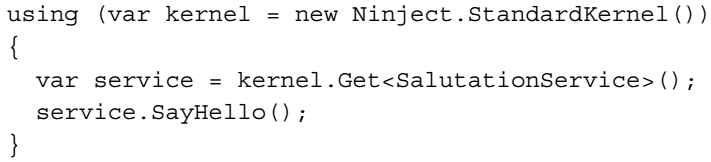 using (var kernel = new Ninject.StandardKernel())
{
  var service = kernel.Get<SalutationService>();
  service.SayHello();
}